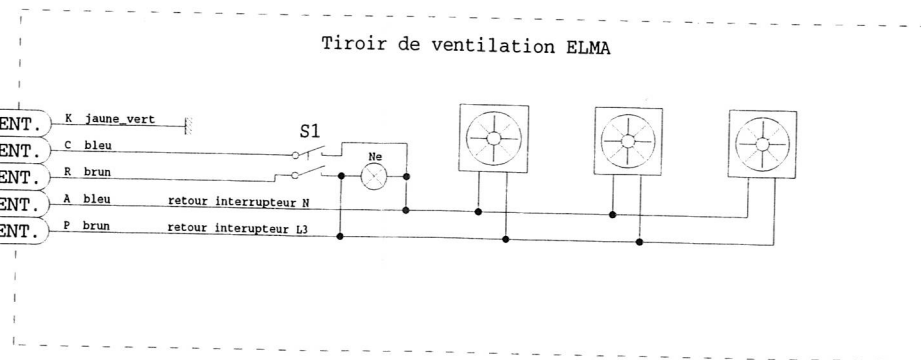 Tiroir de ventilation ELMA
ENT. K jaune_vert
S1
ENT. C bleu
Ne
ENT. R brun
ENT. A bleu retour interrupteur N
ENT. P brun retour interupteur L3